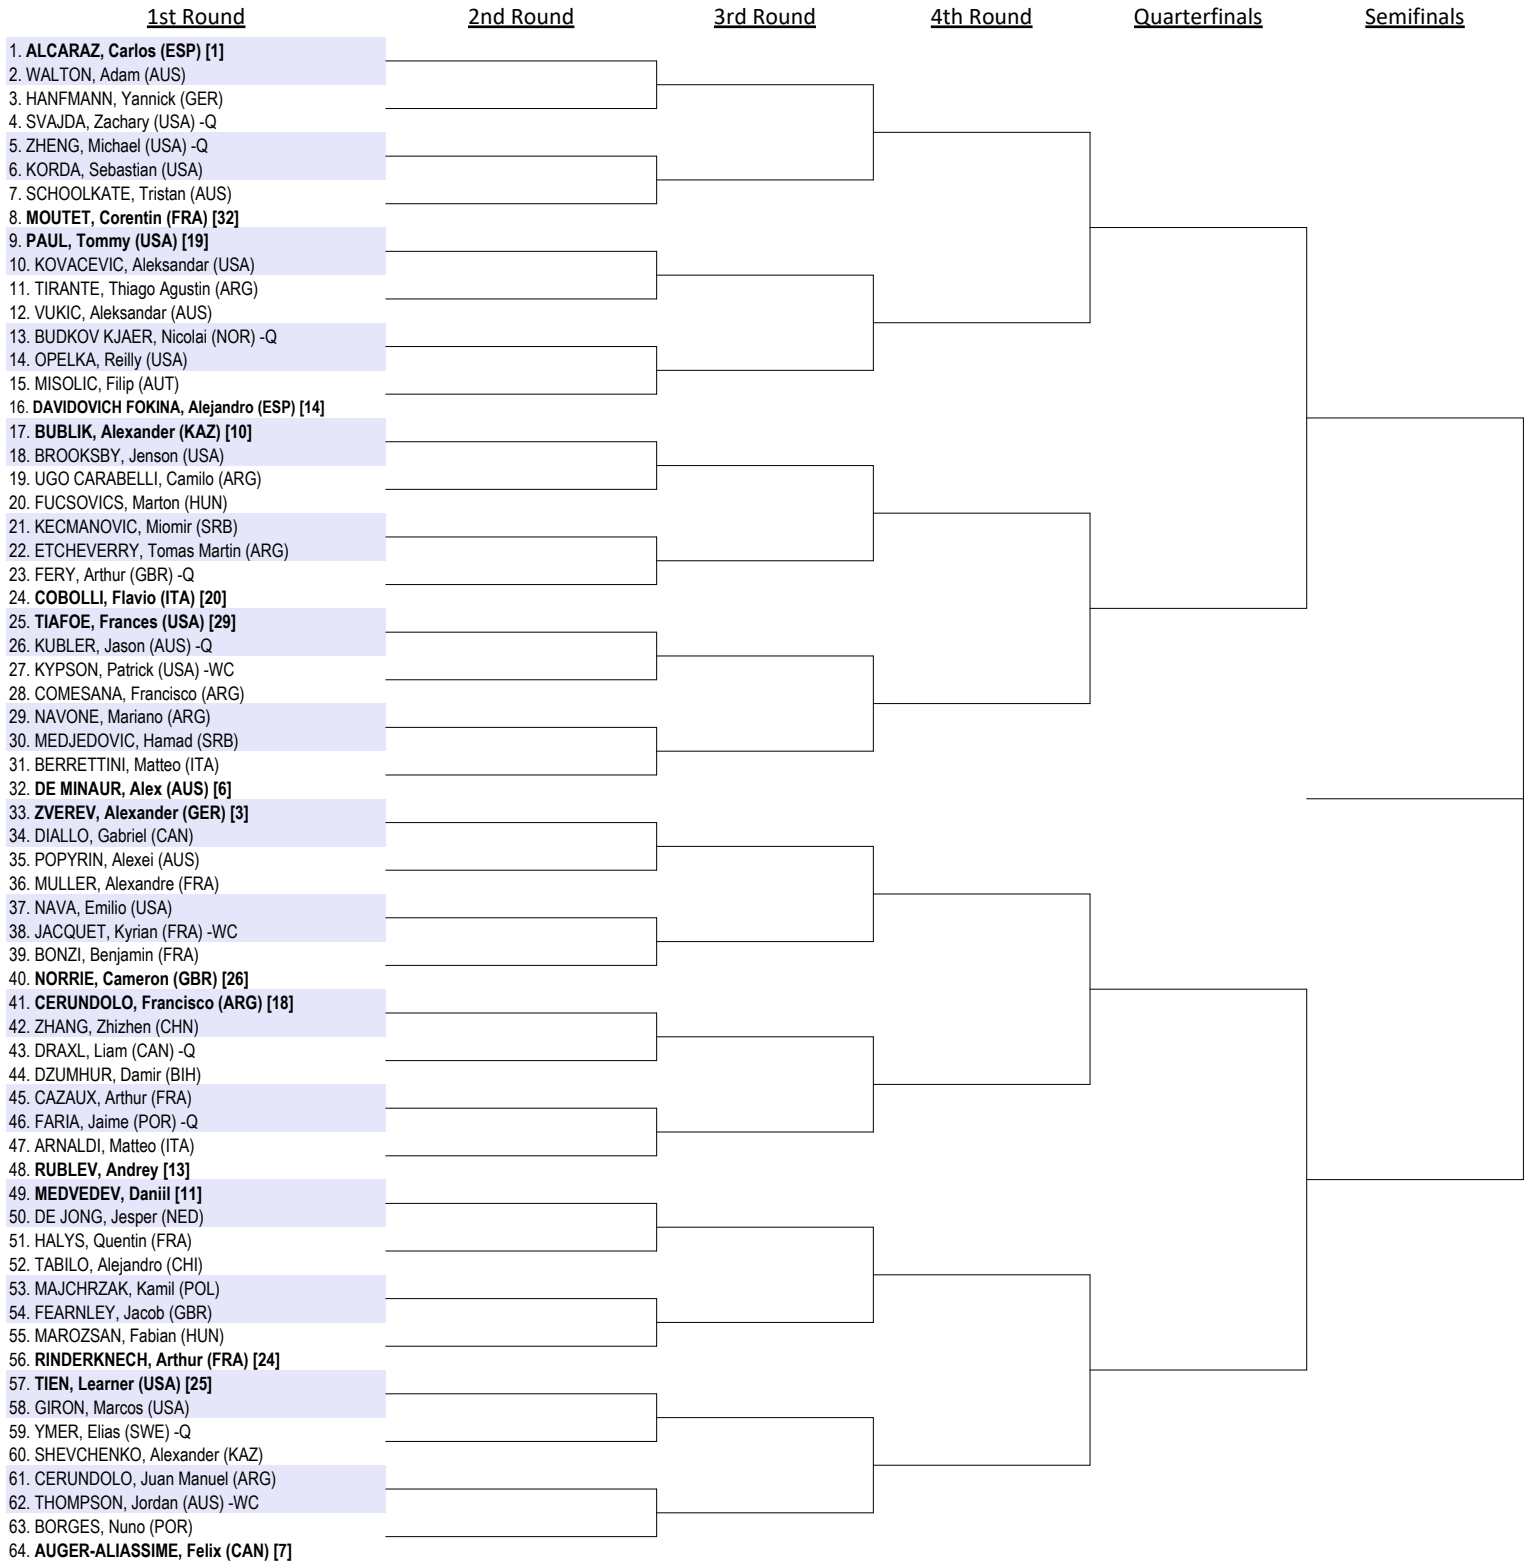 1st Round 2nd Round 3rd Round 4th Round Quarterfinals Semifinals
1. ALCARAZ, Carlos (ESP) [1]
2. WALTON, Adam (AUS)
3. HANFMANN, Yannick (GER)
4. SVAJDA, Zachary (USA) -Q
5. ZHENG, Michael (USA) -Q
6. KORDA, Sebastian (USA)
7. SCHOOLKATE, Tristan (AUS)
8. MOUTET, Corentin (FRA) [32]
9. PAUL, Tommy (USA) [19]
10. KOVACEVIC, Aleksandar (USA)
11. TIRANTE, Thiago Agustin (ARG)
12. VUKIC, Aleksandar (AUS)
13. BUDKOV KJAER, Nicolai (NOR) -Q
14. OPELKA, Reilly (USA)
15. MISOLIC, Filip (AUT)
16. DAVIDOVICH FOKINA, Alejandro (ESP) [14]
17. BUBLIK, Alexander (KAZ) [10]
18. BROOKSBY, Jenson (USA)
19. UGO CARABELLI, Camilo (ARG)
20. FUCSOVICS, Marton (HUN)
21. KECMANOVIC, Miomir (SRB)
22. ETCHEVERRY, Tomas Martin (ARG)
23. FERY, Arthur (GBR) -Q
24. COBOLLI, Flavio (ITA) [20]
25. TIAFOE, Frances (USA) [29]
26. KUBLER, Jason (AUS) -Q
27. KYPSON, Patrick (USA) -WC
28. COMESANA, Francisco (ARG)
29. NAVONE, Mariano (ARG)
30. MEDJEDOVIC, Hamad (SRB)
31. BERRETTINI, Matteo (ITA)
32. DE MINAUR, Alex (AUS) [6]
33. ZVEREV, Alexander (GER) [3]
34. DIALLO, Gabriel (CAN)
35. POPYRIN, Alexei (AUS)
36. MULLER, Alexandre (FRA)
37. NAVA, Emilio (USA)
38. JACQUET, Kyrian (FRA) -WC
39. BONZI, Benjamin (FRA)
40. NORRIE, Cameron (GBR) [26]
41. CERUNDOLO, Francisco (ARG) [18]
42. ZHANG, Zhizhen (CHN)
43. DRAXL, Liam (CAN) -Q
44. DZUMHUR, Damir (BIH)
45. CAZAUX, Arthur (FRA)
46. FARIA, Jaime (POR) -Q
47. ARNALDI, Matteo (ITA)
48. RUBLEV, Andrey [13]
49. MEDVEDEV, Daniil [11]
50. DE JONG, Jesper (NED)
51. HALYS, Quentin (FRA)
52. TABILO, Alejandro (CHI)
53. MAJCHRZAK, Kamil (POL)
54. FEARNLEY, Jacob (GBR)
55. MAROZSAN, Fabian (HUN)
56. RINDERKNECH, Arthur (FRA) [24]
57. TIEN, Learner (USA) [25]
58. GIRON, Marcos (USA)
59. YMER, Elias (SWE) -Q
60. SHEVCHENKO, Alexander (KAZ)
61. CERUNDOLO, Juan Manuel (ARG)
62. THOMPSON, Jordan (AUS) -WC
63. BORGES, Nuno (POR)
64. AUGER-ALIASSIME, Felix (CAN) [7]